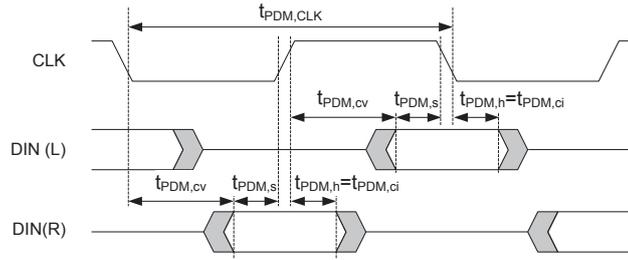 tPDM,CLK
CLK
tPDM,cv tPDM,s tPDM,h=tPDM,ci
DIN (L)
tPDM,cv tPDM,s tPDM,h=tPDM,ci
DIN(R)